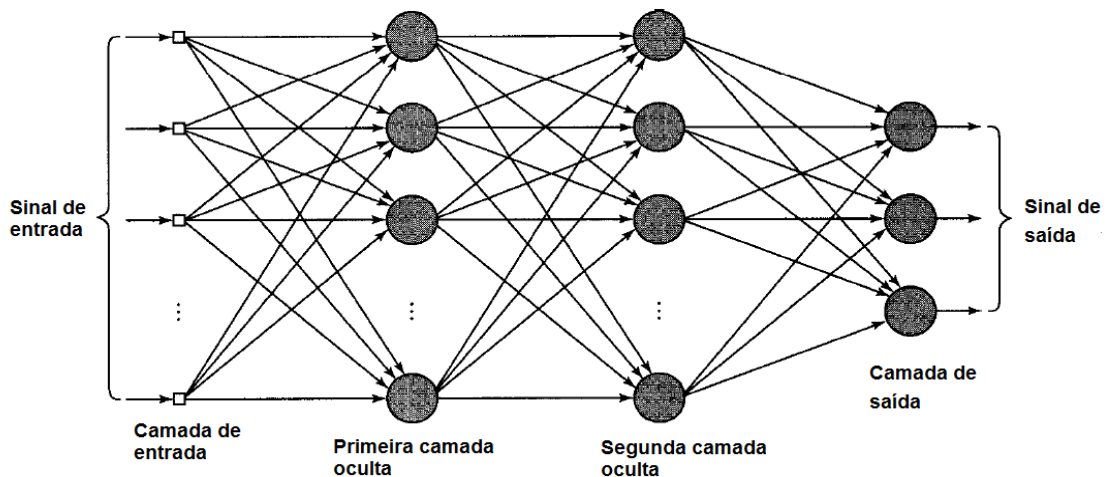 Sinal de
entrada
Sinal de
saída
Camada de
entrada
Primeira camada
oculta
Segunda camada
oculta
Camada de
saída